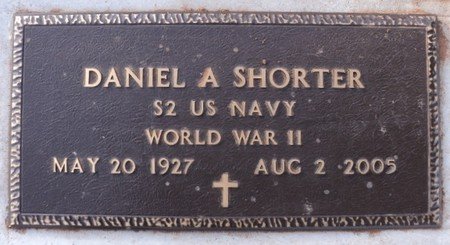 DANIEL A SHORTER
S2 US NAVY
WORLD WAR II
MAY 20 1927 AUG 2 2005